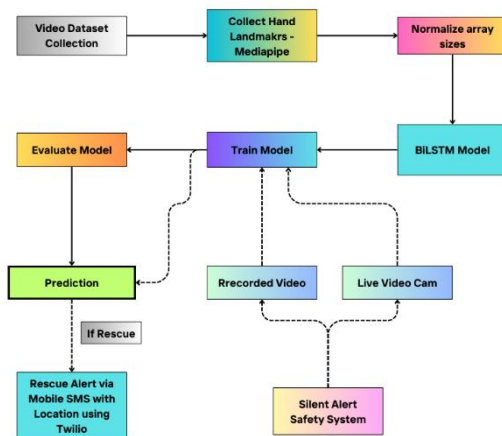 Video Dataset
Collection
Collect Hand
Landmakrs -
Mediapipe
Normalize array
sizes
Evaluate Model
Train Model
BiLSTM Model
Prediction
Rrecorded Video
Live Video Cam
If Rescue
Rescue Alert via
Mobile SMS with
Location using
Twilio
Silent Alert
Safety System